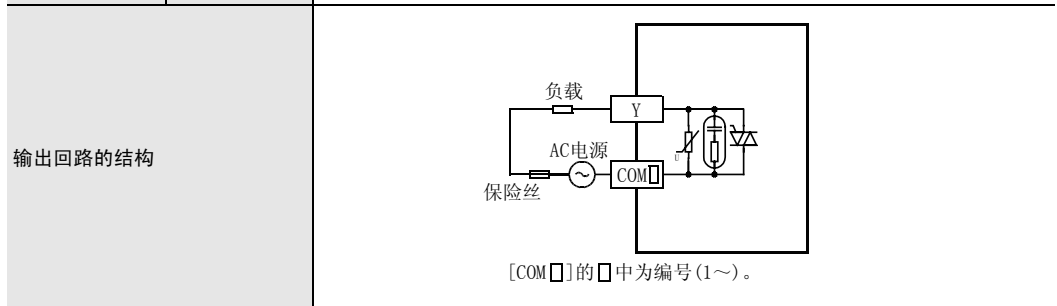 输出回路的结构
负载
Y
AC电源
U
COM□
保险丝
[COM□]的□中为编号(1～)。